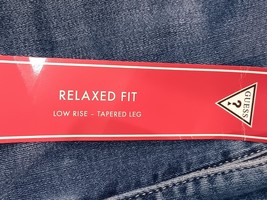 RELAXED FIT
LOW RISE – TAPERED LEG
GUESS
?